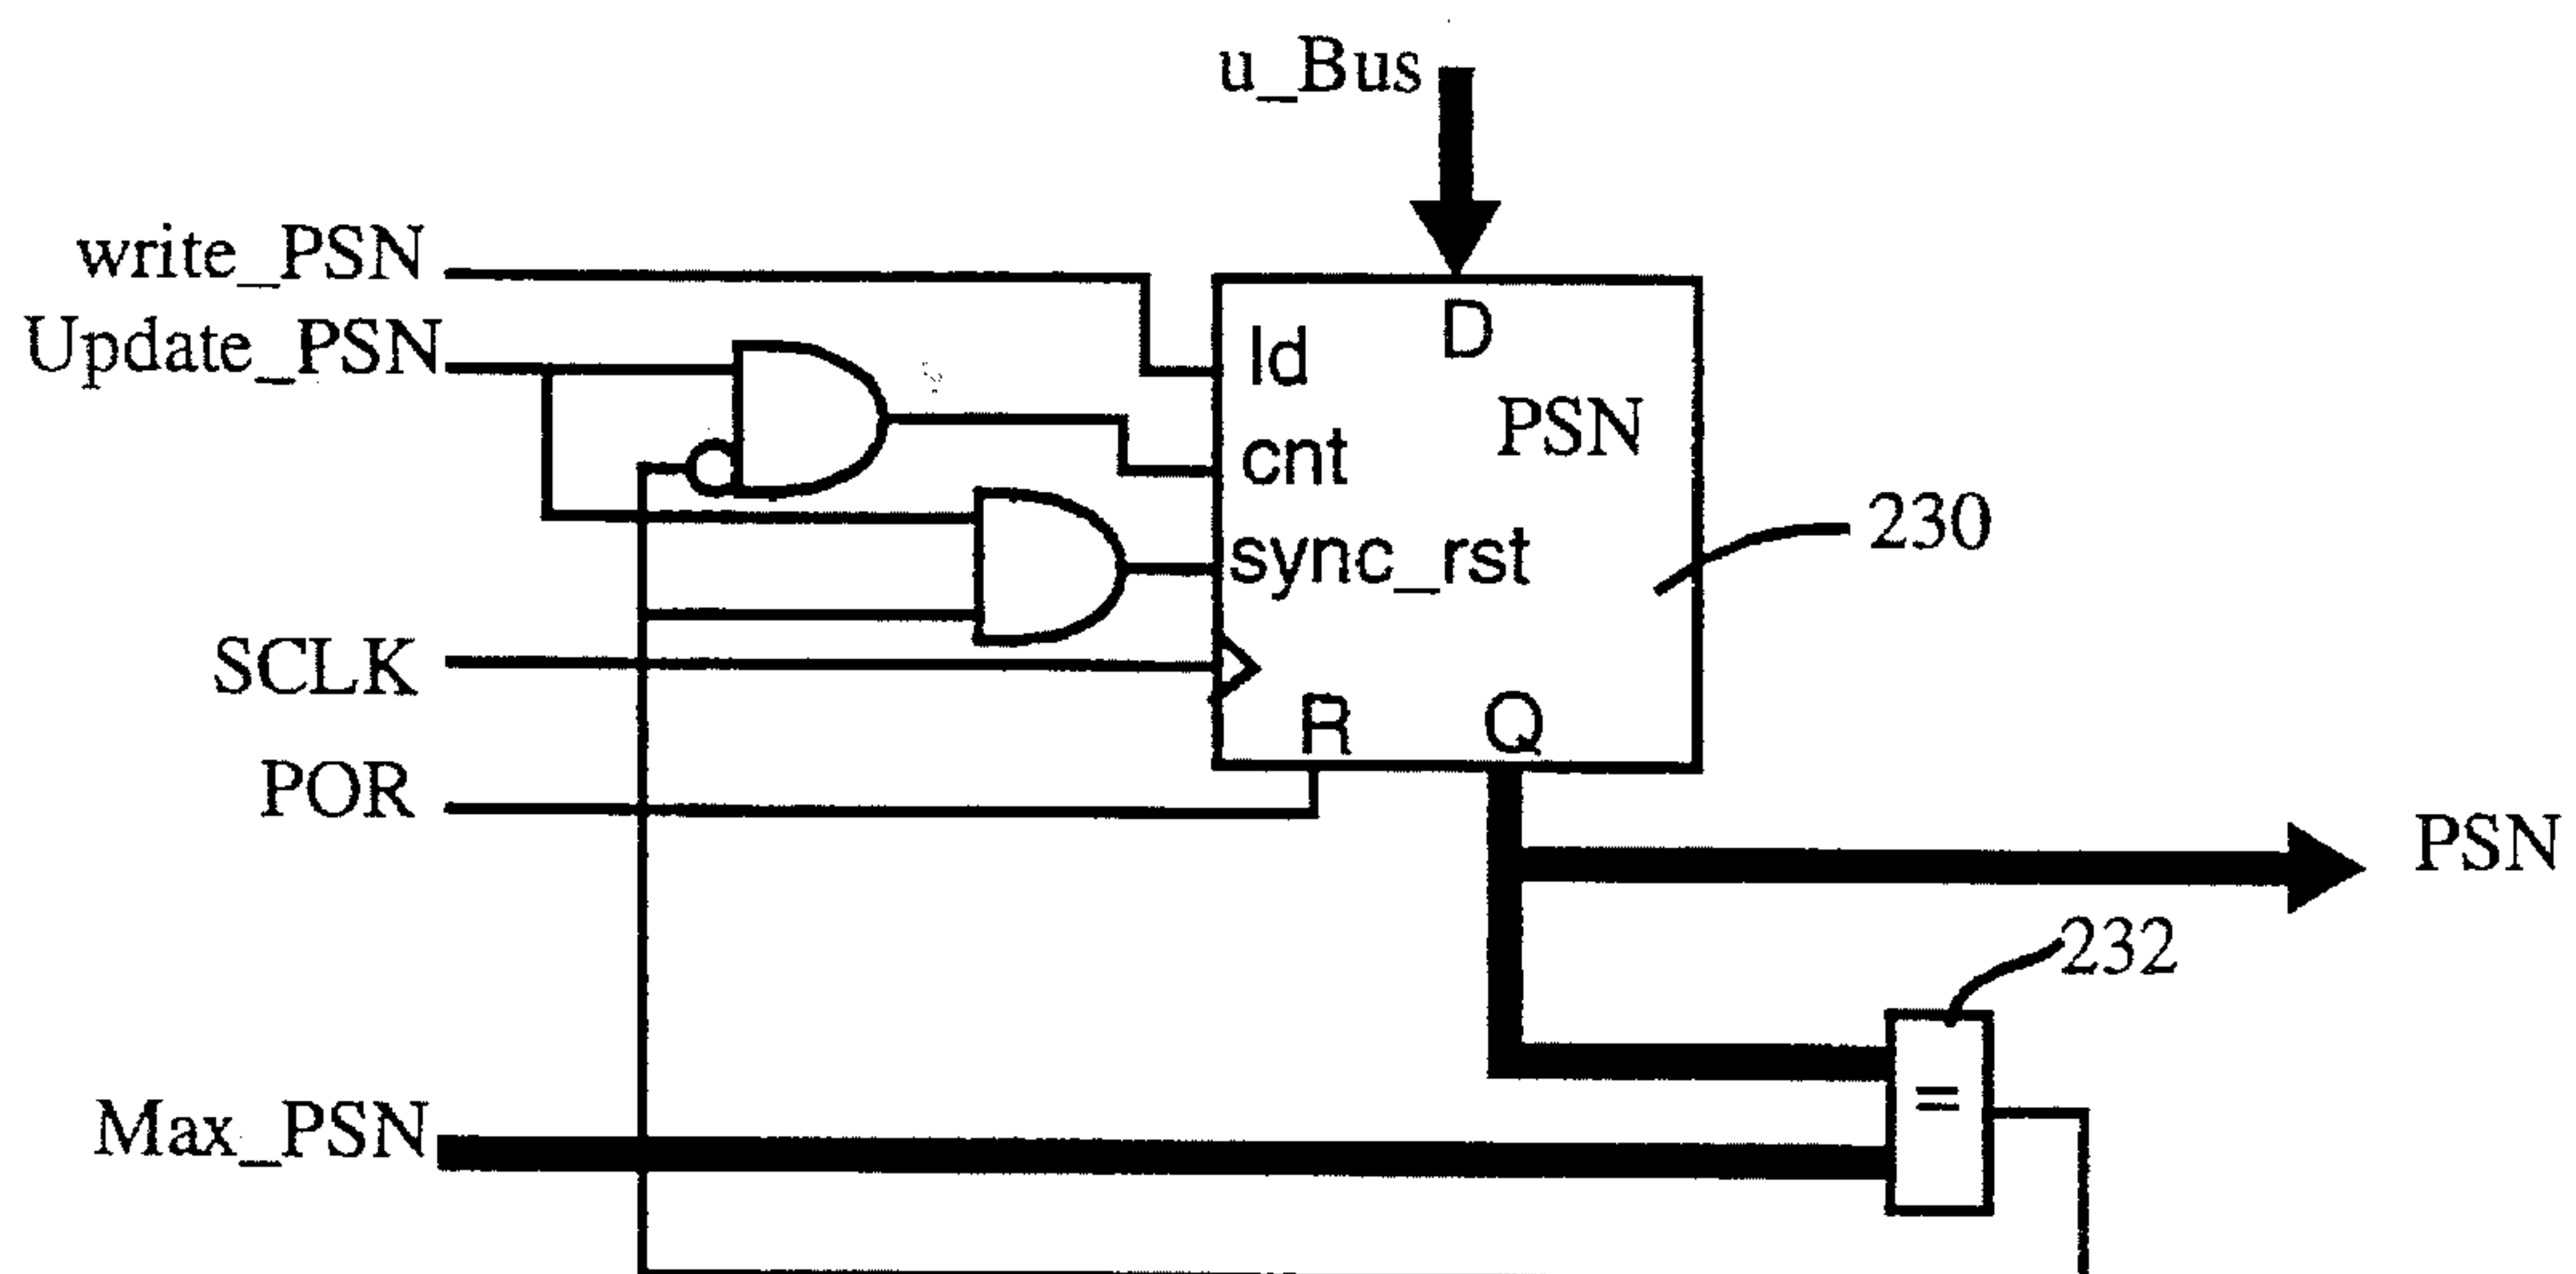 u_Bus
write_PSN
Update_PSN
ld
D
PSN
cnt
sync_rst
230
SCLK
R
Q
POR
PSN
232
Max_PSN
=